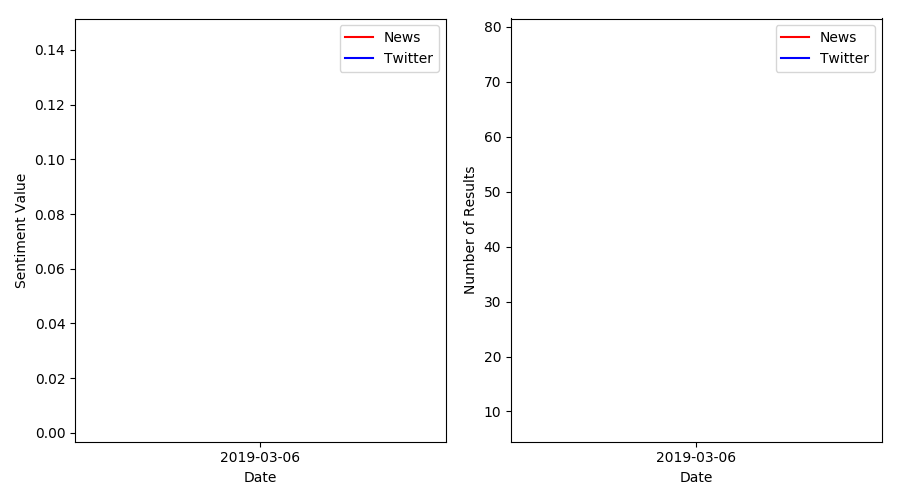 Sentiment Value
0.14
0.12
0.10
0.08
0.06
0.04
0.02
0.00
News
Twitter
2019-03-06
Date
Number of Results
80
70
60
50
40
30
20
10
News
Twitter
2019-03-06
Date